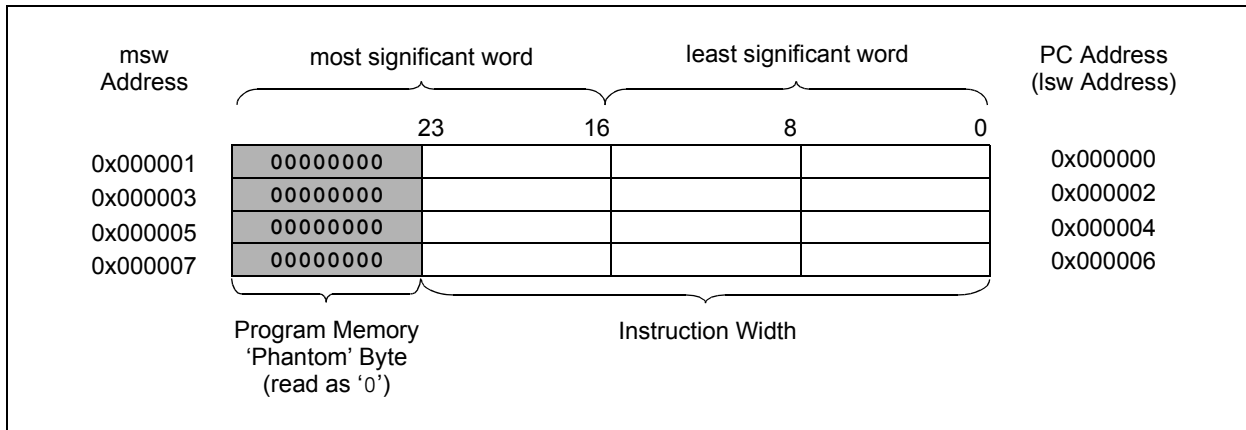 msw
Address
most significant word
least significant word
PC Address
(lsw Address)
23
16
8
0
0x000001
00000000
0x000000
0x000003
00000000
0x000002
0x000005
00000000
0x000004
0x000007
00000000
0x000006
Program Memory
‘Phantom’ Byte
(read as ‘0’)
Instruction Width